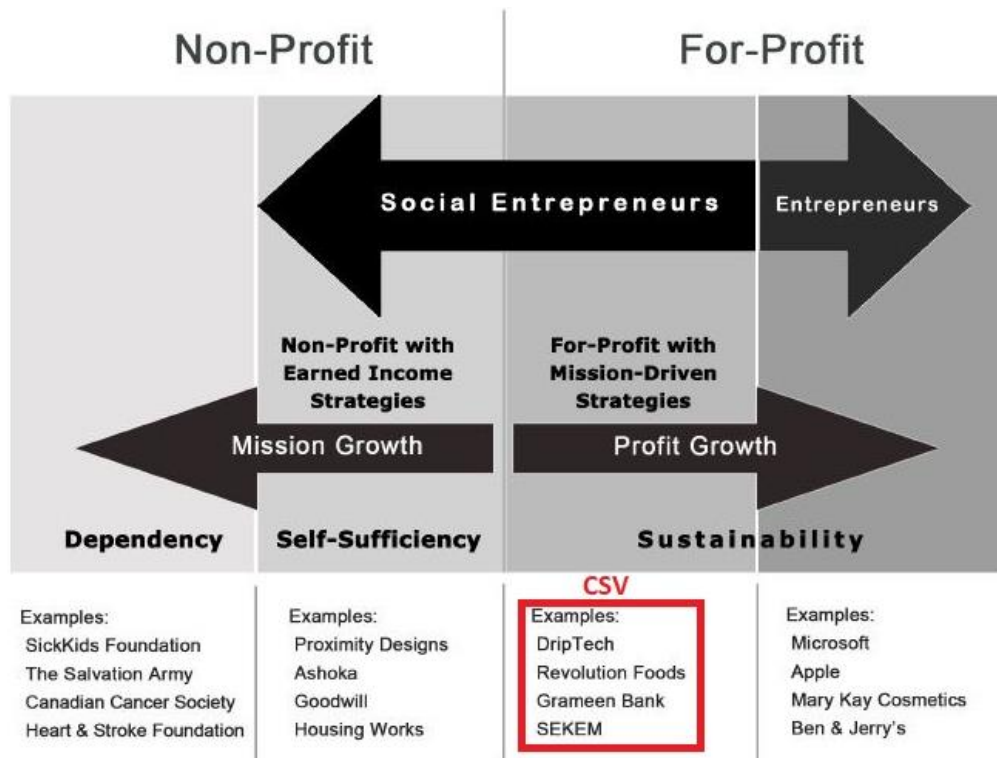 Non-Profit
For-Profit
Social Entrepreneurs
Entrepreneurs
Non-Profit with
Earned Income
Strategies
For-Profit with
Mission-Driven
Strategies
Mission Growth
Profit Growth
Dependency
Self-Sufficiency
Sustainability
Examples:
SickKids Foundation
The Salvation Army
Canadian Cancer Society
Heart & Stroke Foundation
Examples:
Proximity Designs
Ashoka
Goodwill
Housing Works
CSV
Examples:
DripTech
Revolution Foods
Grameen Bank
SEKEM
Examples:
Microsoft
Apple
Mary Kay Cosmetics
Ben & Jerry's